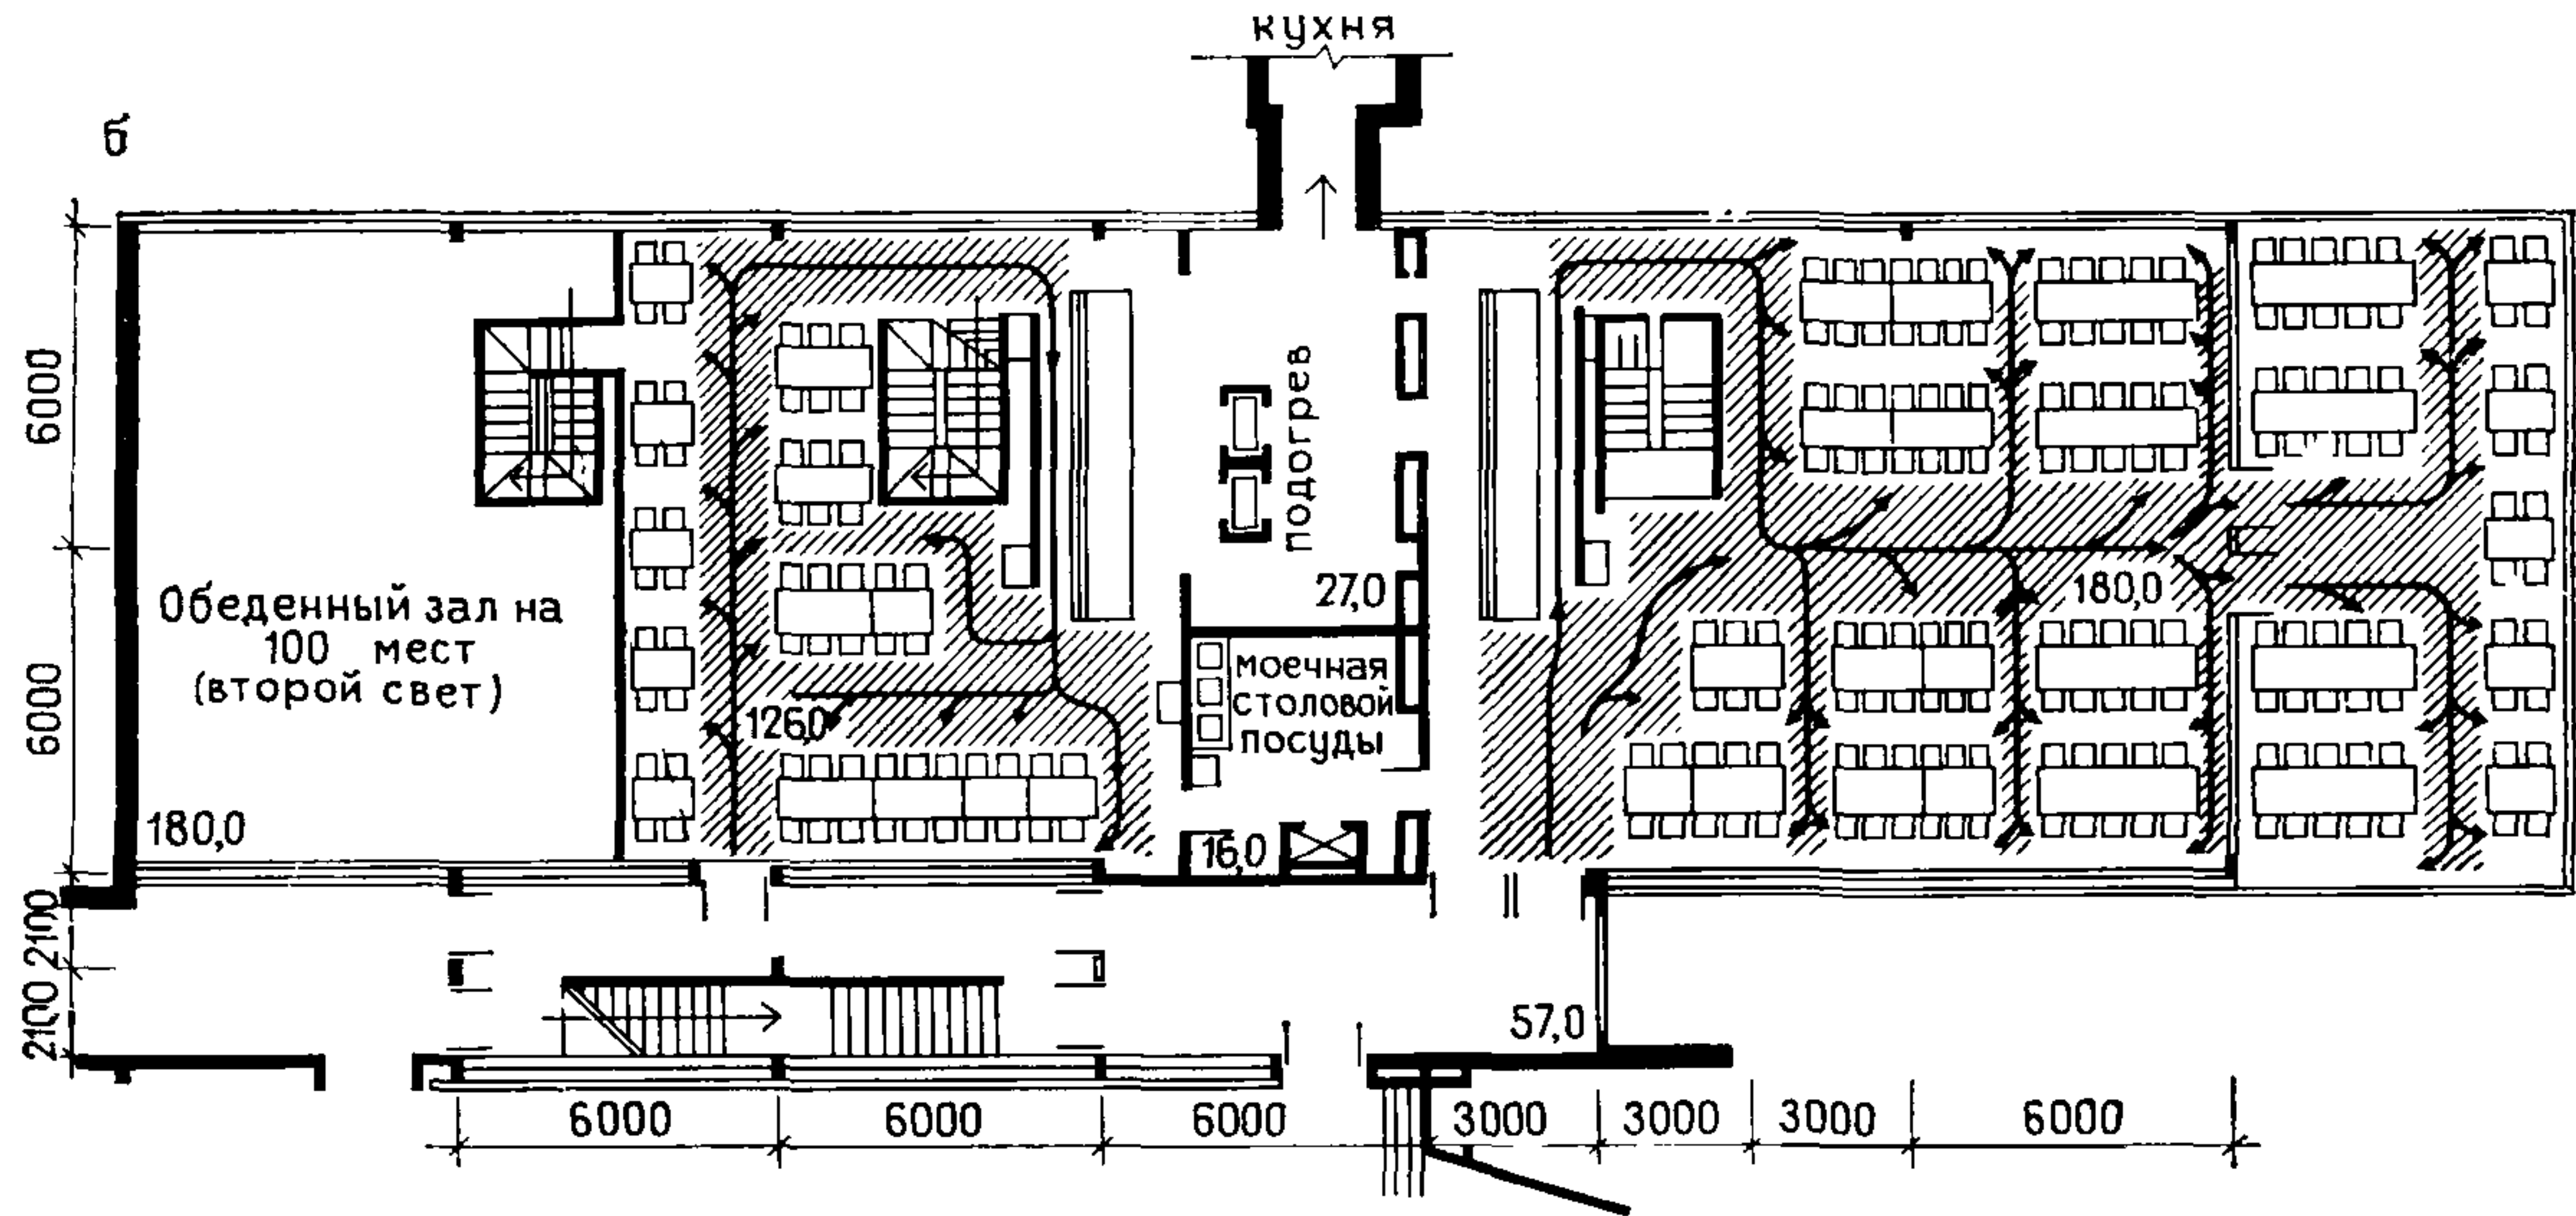 кухня
б
6000
6000
2100
2100
Обеденный зал на
100 мест
(второй свет)
180,0
126,0
подогрев
27,0
моечная
столовой
посуды
16,0
180,0
57,0
6000
6000
6000
3000
3000
3000
6000